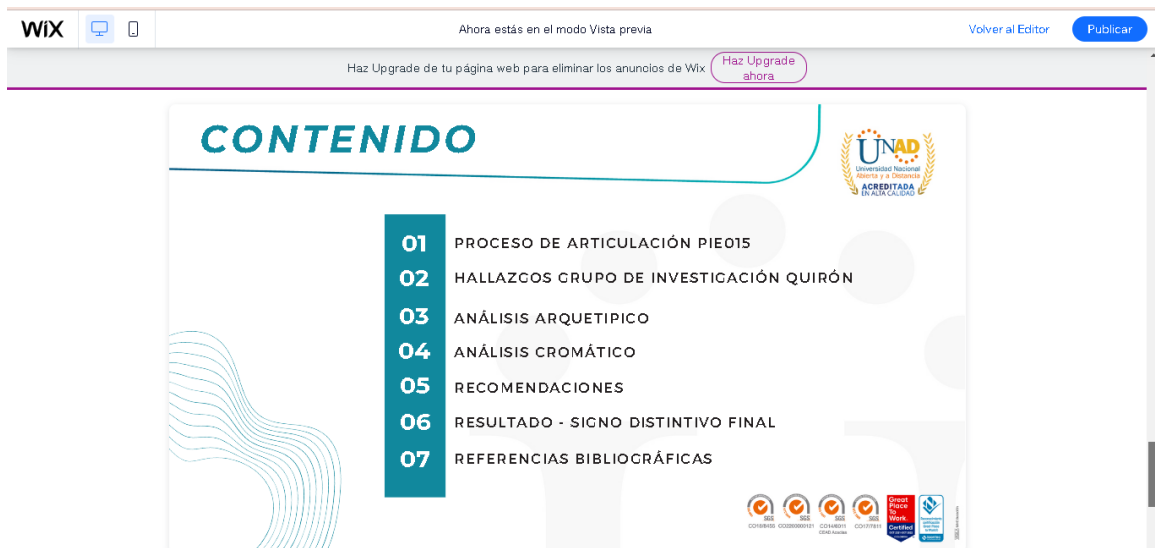 WiX
Ahora estás en el modo Vista previa
Volver al Editor
Publicar
Haz Upgrade de tu página web para eliminar los anuncios de Wix
Haz Upgrade
ahora
CONTENIDO
UNAD
Universidad Nacional
Abierta y a Distancia
ACREDITADA
EN ALTA CALIDAD
01 PROCESO DE ARTICULACIÓN PIE015
02 HALLAZGOS GRUPO DE INVESTIGACIÓN QUIRÓN
03 ANÁLISIS ARQUETIPICO
04 ANÁLISIS CROMÁTICO
05 RECOMENDACIONES
06 RESULTADO - SIGNO DISTINTIVO FINAL
07 REFERENCIAS BIBLIOGRÁFICAS
SGS SGS SGS SGS
Great
Place
To
Work.
Certified